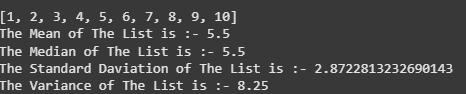 [1, 2, 3, 4, 5, 6, 7, 8, 9, 10]
The Mean of The List is :- 5.5
The Median of The List is :- 5.5
The Standard Daviation of The List is :- 2.8722813232690143
The Variance of The List is :- 8.25